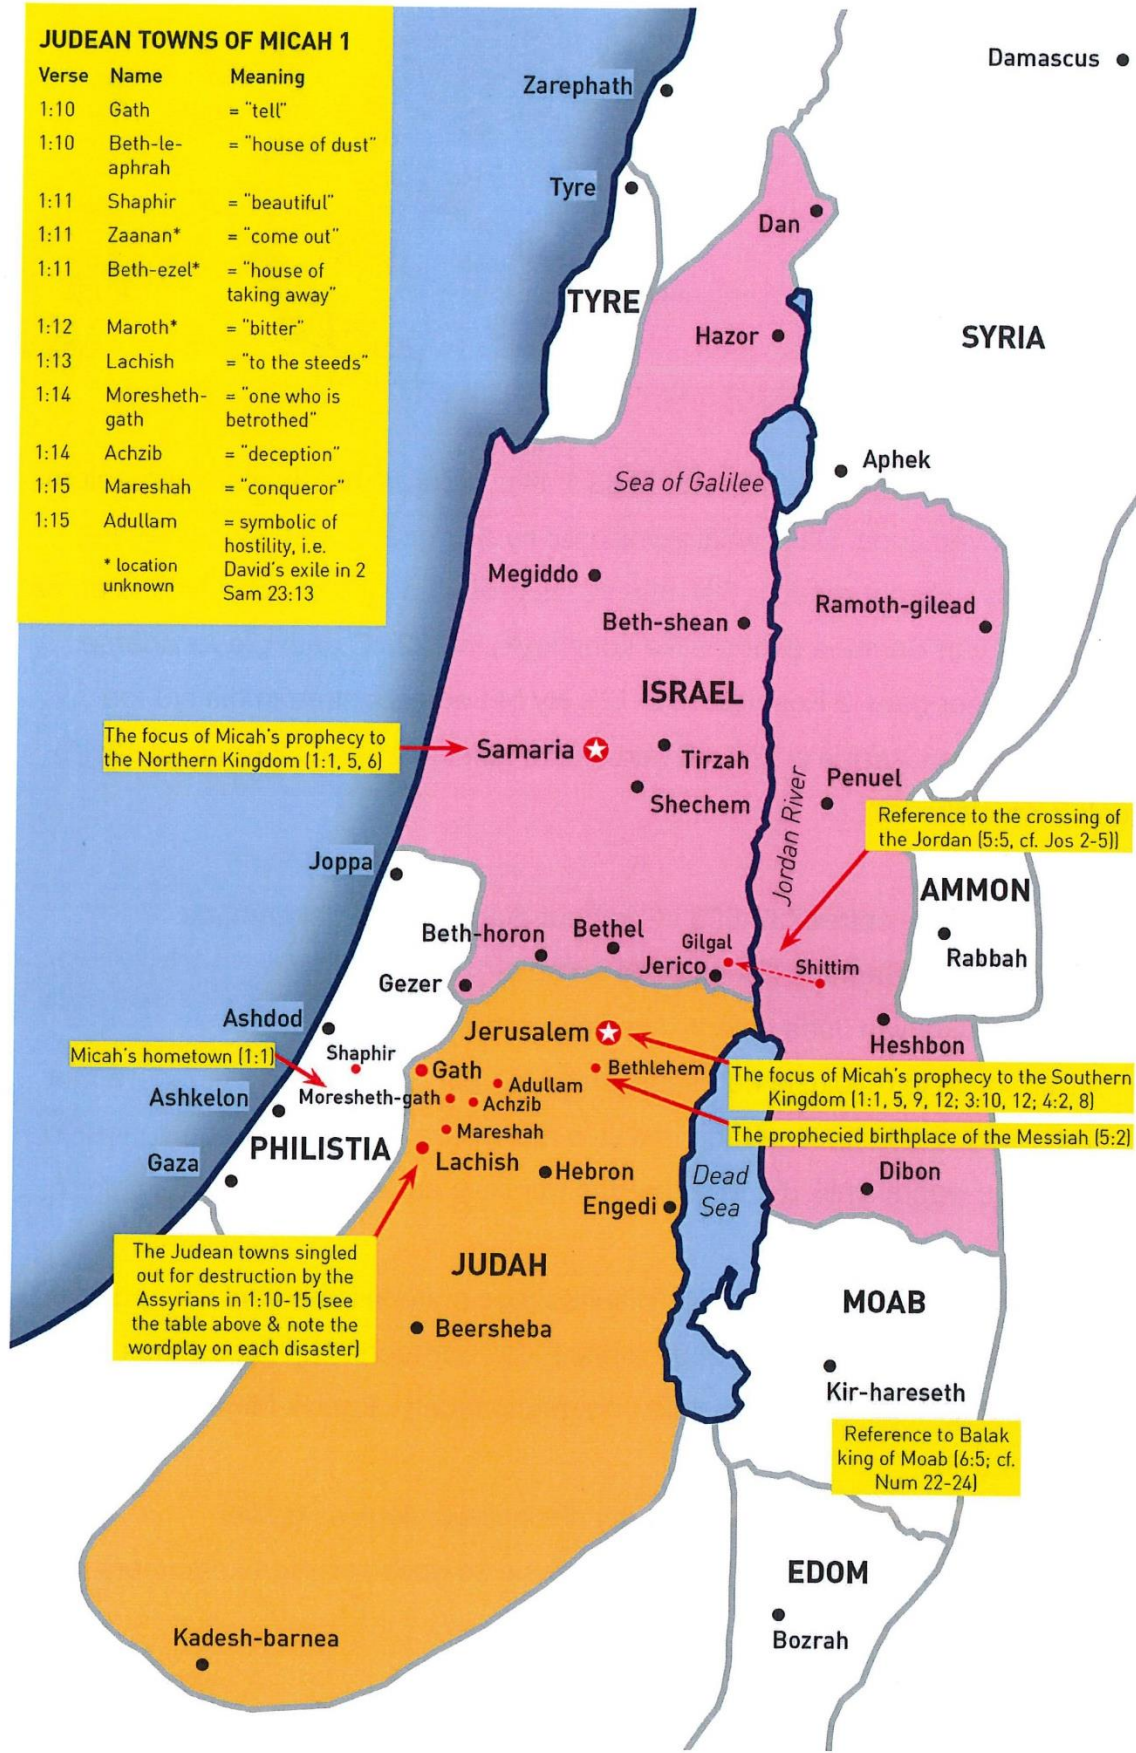 JUDEAN TOWNS OF MICAH 1
Verse Name Meaning
1:10 Gath = "tell"
1:10 Beth-le- = "house of dust"
aphrah
1:11 Shaphir = "beautiful"
1:11 Zaanan* = "come out"
1:11 Beth-ezel* = "house of
taking away"
1:12 Maroth* = "bitter"
1:13 Lachish = "to the steeds"
1:14 Moresheth- = "one who is
gath betrothed"
1:14 Achzib = "deception"
1:15 Mareshah = "conqueror"
1:15 Adullam = symbolic of
hostility, i.e.
* location David's exile in 2
unknown Sam 23:13
Damascus
Zarephath
Tyre
Dan
TYRE
Hazor
SYRIA
Aphek
Sea of Galilee
Megiddo
Ramoth-gilead
Beth-shean
ISRAEL
The focus of Micah's prophecy to
the Northern Kingdom (1:1, 5, 6)
Samaria
Tirzah
Shechem
Penuel
Jordan River
Reference to the crossing of
the Jordan (5:5, cf. Jos 2-5))
Joppa
AMMON
Rabbah
Beth-horon
Bethel
Gilgal
Jerico
Shittim
Gezer
Ashdod
Jerusalem
Heshbon
Micah's hometown (1:1)
Shaphir
Gath
Bethlehem
Adullam
Moresheth-gath
Achzib
The focus of Micah's prophecy to the Southern
Kingdom (1:1, 5, 9, 12; 3:10, 12; 4:2, 8)
Ashkelon
Mareshah
The prophecied birthplace of the Messiah (5:2)
PHILISTIA
Lachish
Gaza
Hebron
Dead
Sea
Dibon
Engedi
The Judean towns singled
out for destruction by the
Assyrians in 1:10-15 (see
the table above & note the
wordplay on each disaster)
JUDAH
MOAB
Beersheba
Kir-hareseth
Reference to Balak
king of Moab (6:5; cf.
Num 22-24)
EDOM
Bozrah
Kadesh-barnea